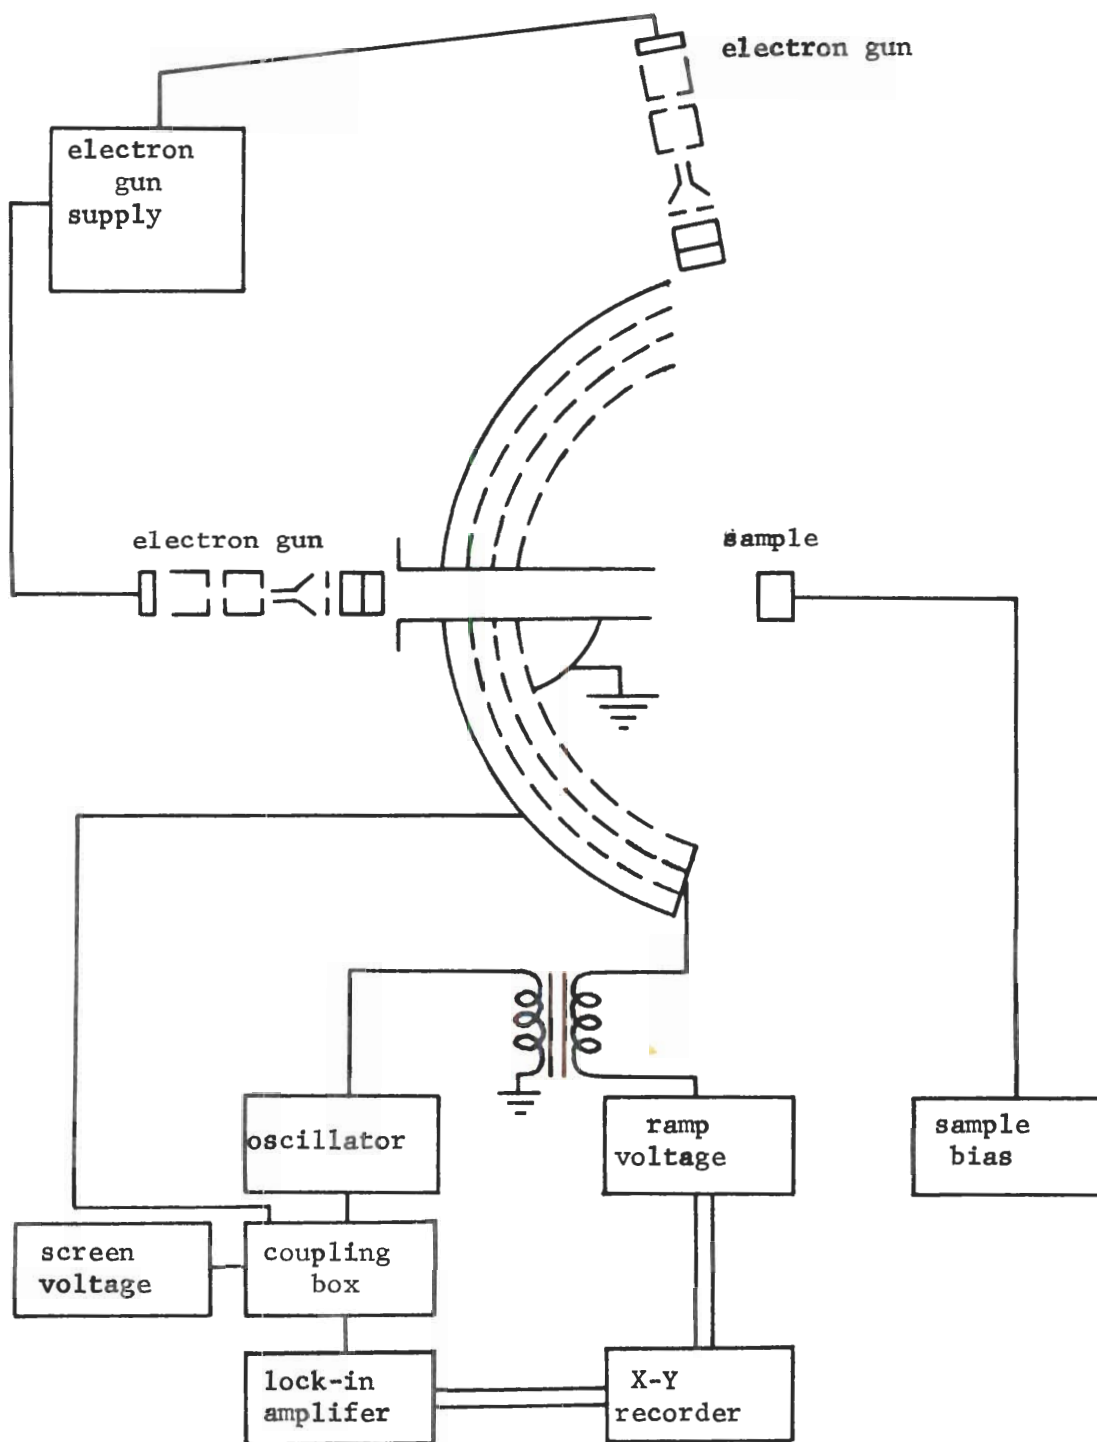 electron gun
electron
gun
supply
electron gun
sample
oscillator
ramp
voltage
sample
bias
screen
voltage
coupling
box
lock-in
amplifer
X-Y
recorder